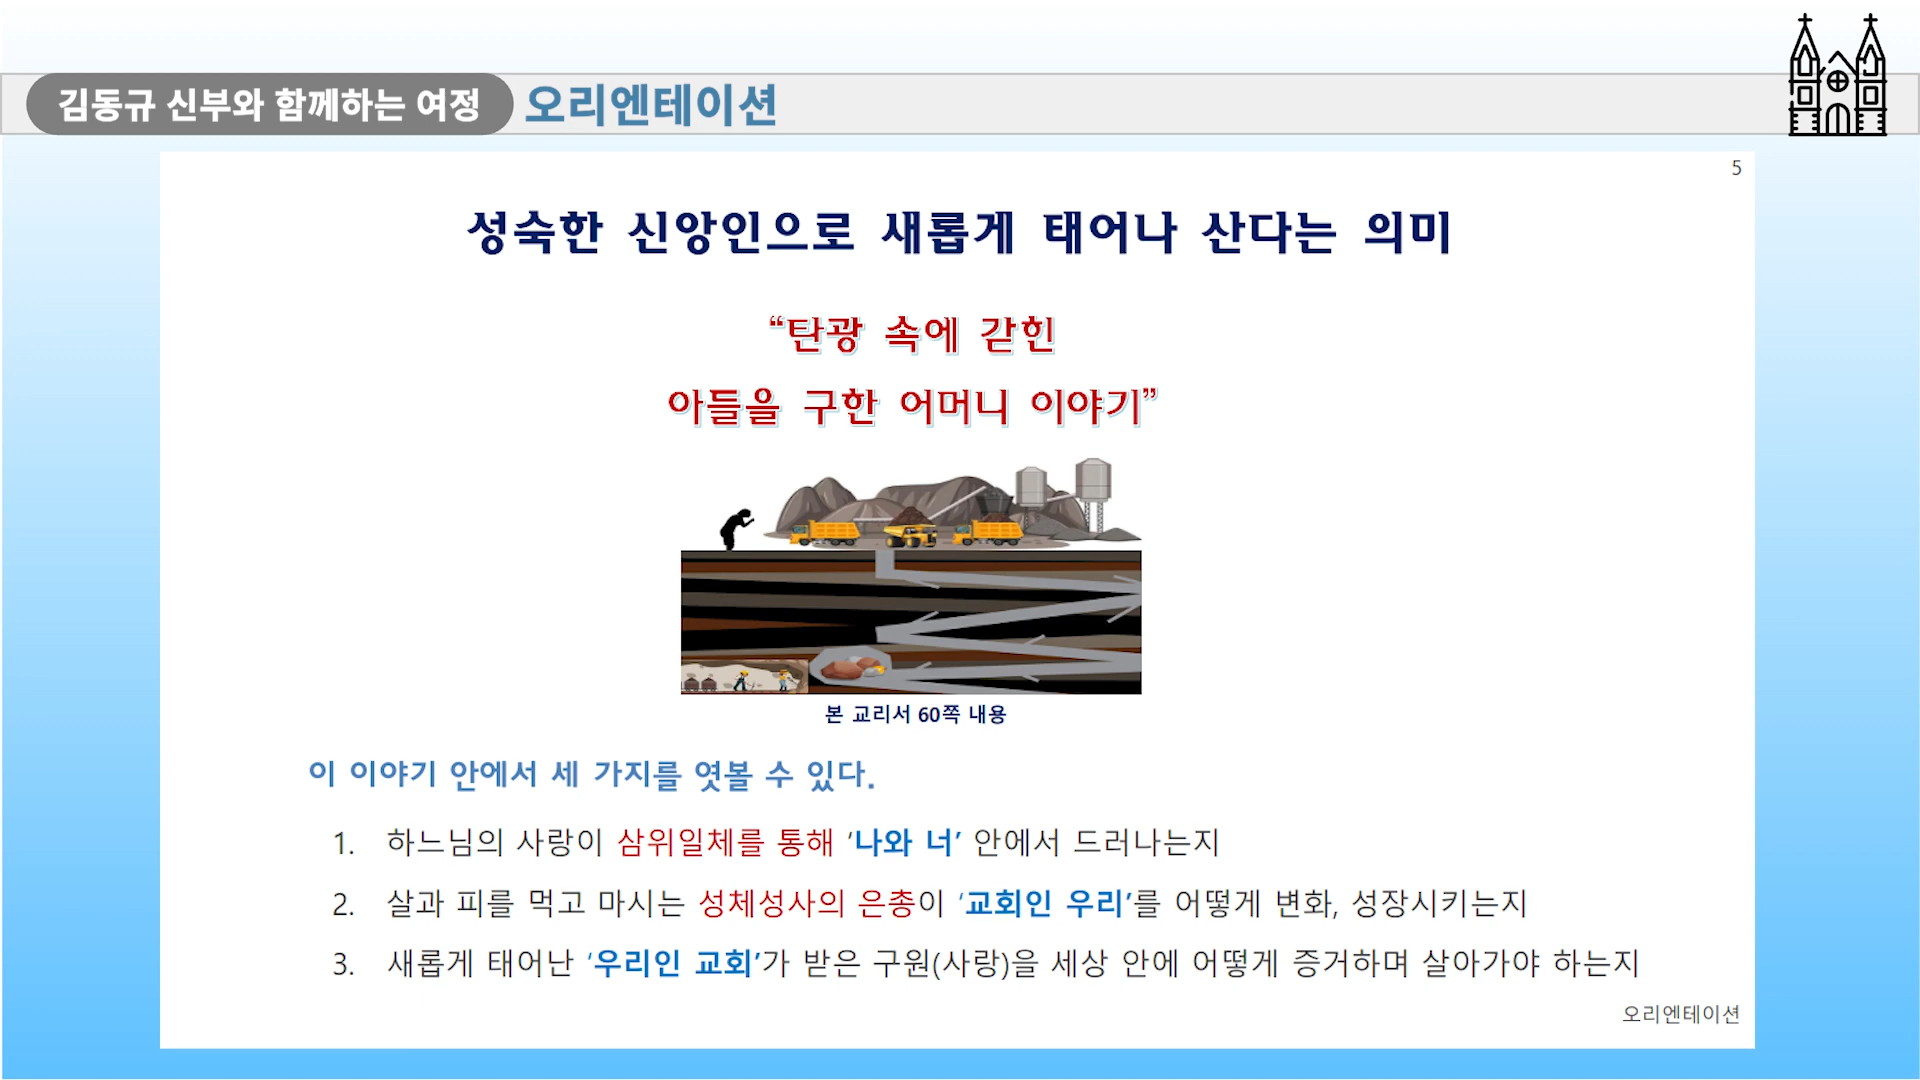 김동규 신부와 함께하는 여정 오리엔테이션
5
성숙한 신앙인으로 새롭게 태어나 산다는 의미
“탄광 속에 갇힌
아들을 구한 어머니 이야기”
본 교리서 60쪽 내용
이 이야기 안에서 세 가지를 엿볼 수 있다.
1. 하느님의 사랑이 삼위일체를 통해 ‘나와 너’ 안에서 드러나는지
2. 살과 피를 먹고 마시는 성체성사의 은총이 ‘교회인 우리’를 어떻게 변화, 성장시키는지
3. 새롭게 태어난 ‘우리인 교회’가 받은 구원(사랑)을 세상 안에 어떻게 증거하며 살아가야 하는지
오리엔테이션